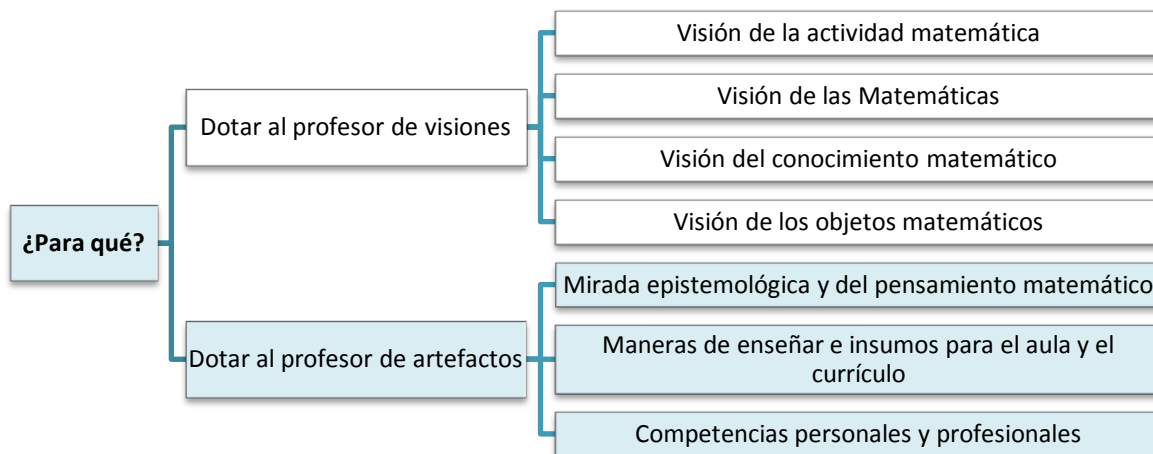 ¿Para qué?
Dotar al profesor de visiones
Visión de la actividad matemática
Visión de las Matemáticas
Visión del conocimiento matemático
Visión de los objetos matemáticos
Dotar al profesor de artefactos
Mirada epistemológica y del pensamiento matemático
Maneras de enseñar e insumos para el aula y el
currículo
Competencias personales y profesionales